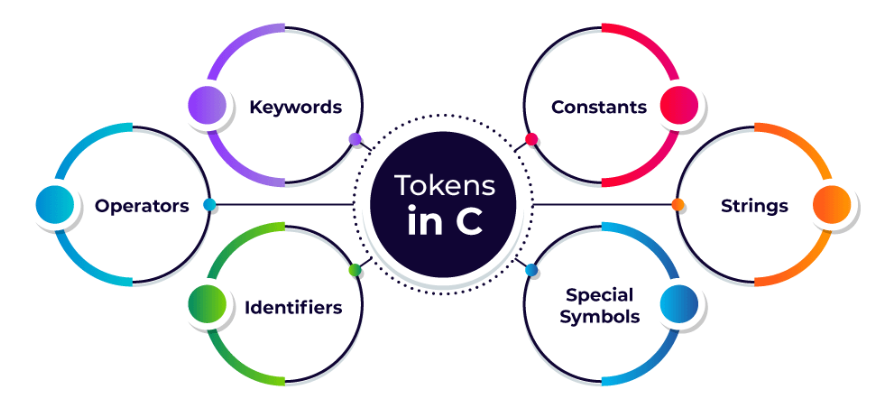 Keywords
Constants
Tokens
in C
Operators
Strings
Identifiers
Special
Symbols